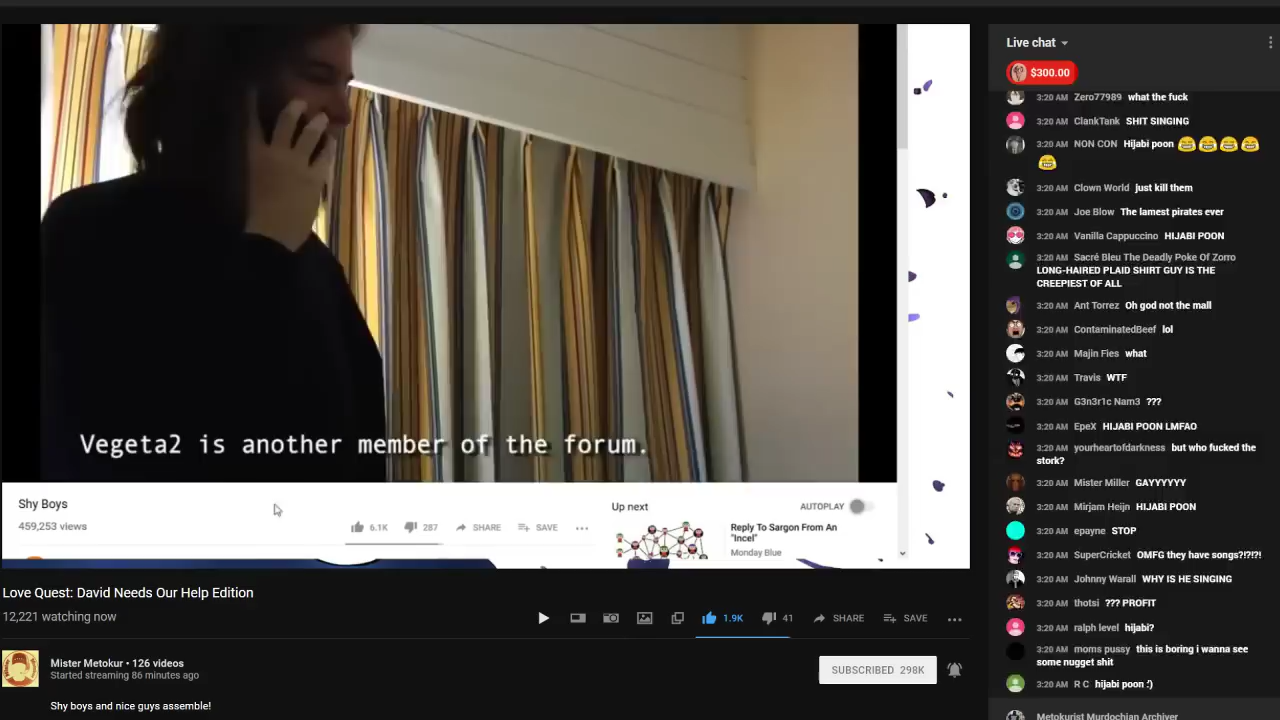 Vegeta2 is another member of the forum.
Shy Boys
459,253 views
6.1K
287
SHARE
SAVE
Up next
AUTOPLAY
Reply To Sargon From An
"Incel"
Monday Blue
Love Quest: David Needs Our Help Edition
12,221 watching now
1.9K
41
SHARE
SAVE
Mister Metokur • 126 videos
Started streaming 86 minutes ago
SUBSCRIBED 298K
Shy boys and nice guys assemble!
Live chat
$300.00
3:20 AM Zero77989 what the fuck
3:20 AM ClankTank SHIT SINGING
3:20 AM NON CON Hijabi poon 😂😂😂😂
😂
3:20 AM Clown World just kill them
3:20 AM Joe Blow The lamest pirates ever
3:20 AM Vanilla Cappuccino HIJABI POON
3:20 AM Sacré Bleu The Deadly Poke Of Zorro
LONG-HAIRED PLAID SHIRT GUY IS THE
CREEPIEST OF ALL
3:20 AM Ant Torrez Oh god not the mall
3:20 AM ContaminatedBeef lol
3:20 AM Majin Fies what
3:20 AM Travis WTF
3:20 AM G3n3r1c Nam3 ???
3:20 AM EpeX HIJABI POON LMFAO
3:20 AM yourheartofdarkness but who fucked the
stork?
3:20 AM Mister Miller GAYYYYYY
3:20 AM Mirjam Heijn HIJABI POON
3:20 AM epayne STOP
3:20 AM SuperCricket OMFG they have songs?!?!?!
3:20 AM Johnny Warall WHY IS HE SINGING
3:20 AM thotsi ??? PROFIT
3:20 AM ralph level hijabi?
3:20 AM moms pussy this is boring i wanna see
some nugget shit
3:20 AM R C hijabi poon :')
Metokurist Murdochian Archiver